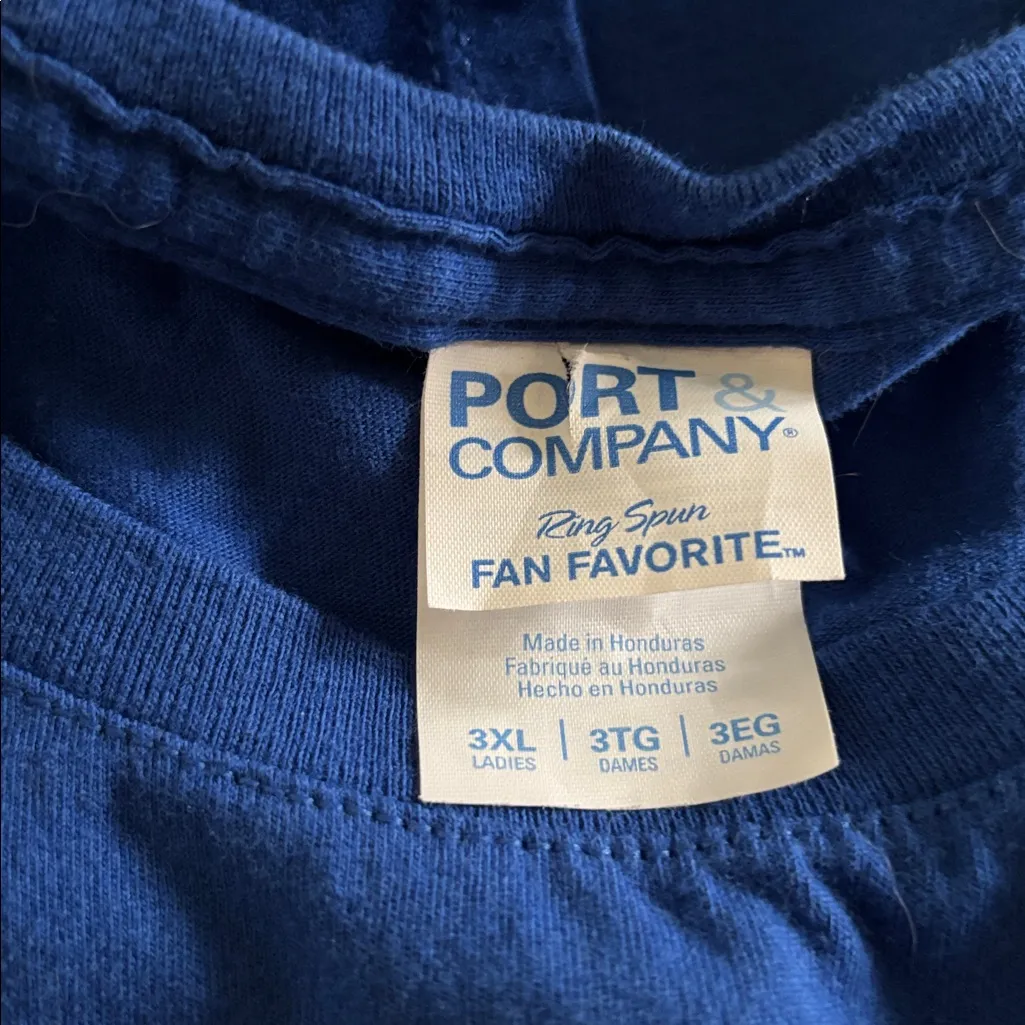 PORT &
COMPANY®
Ring Spun
FAN FAVORITE™
Made in Honduras
Fabriqué au Honduras
Hecho en Honduras
3XL | 3TG | 3EG
LADIES DAMES DAMAS